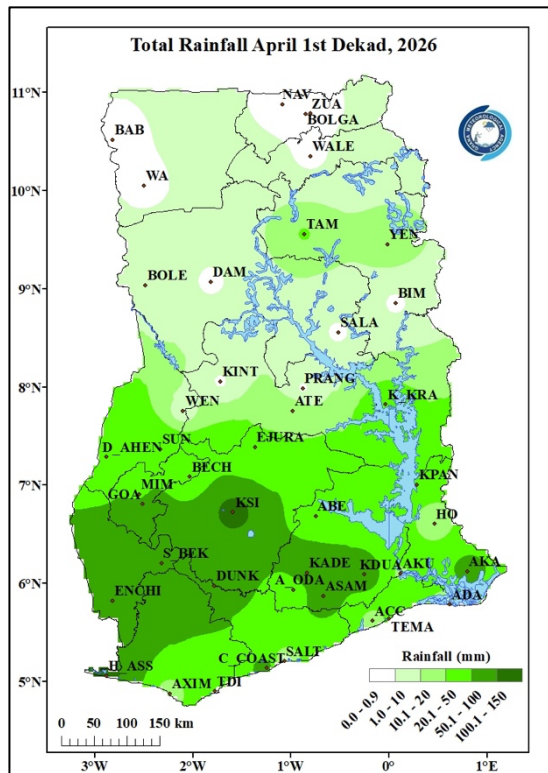 Total Rainfall April 1st Dekad, 2026
11°N
NAV
ZUA
BOLGA
BAB
WALE
GHANA METEOROLOGICAL AGENCY
10°N
WA
TAM
YEN
9°N
BOLE
DAM
BIM
SALA
8°N
KINT
PRANG
WEN
ATE
K_KRA
D_AHEN
SUN
EJURA
7°N
BECH
KPAN
GOA
MIM
KSI
ABE
HO
S_BEK
KADE
KDUA
AKU
AKA
6°N
ENCHI
DUNK
A_ODA
ASAM
ADA
ACC
TEMA
H_ASS
C_COAST
SALT
Rainfall (mm)
5°N
AXIM
TDI
0.0 - 0.9
1.0 - 10
10.1 - 20
20.1 - 50
50.1 - 100
100.1 - 150
0 50 100 150 km
3°W 2°W 1°W 0° 1°E